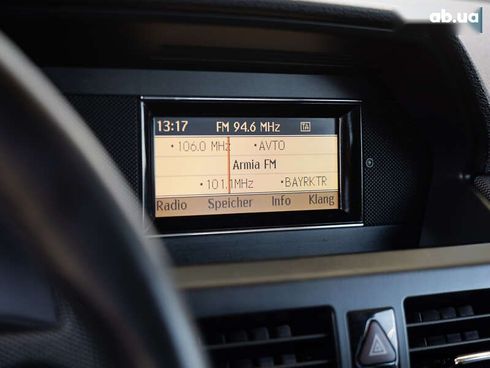 ab.ua
13:17 FM 94.6 MHz TA
•106.0 MHz •AVTO
Armia FM
•101.1MHz •BAYRKTR
Radio Speicher Info Klang